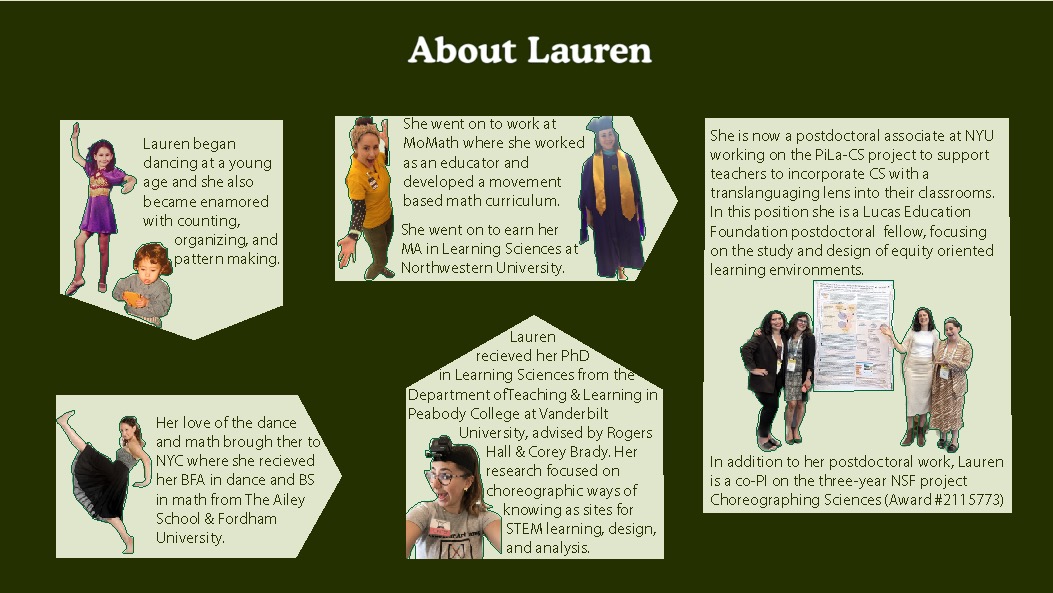 About Lauren
Lauren began
dancing at a young
age and she also
became enamored
with counting,
organizing, and
pattern making.
Her love of the dance
and math brough ther to
NYC where she recieved
her BFA in dance and BS
in math from The Ailey
School & Fordham
University.
She went on to work at
MoMath where she worked
as an educator and
developed a movement
based math curriculum.
She went on to earn her
MA in Learning Sciences at
Northwestern University.
Lauren
recieved her PhD
in Learning Sciences from the
Department ofTeaching & Learning in
Peabody College at Vanderbilt
University, advised by Rogers
Hall & Corey Brady. Her
research focused on
choreographic ways of
knowing as sites for
STEM learning, design,
and analysis.
She is now a postdoctoral associate at NYU
working on the PiLa-CS project to support
teachers to incorporate CS with a
translanguaging lens into their classrooms.
In this position she is a Lucas Education
Foundation postdoctoral fellow, focusing
on the study and design of equity oriented
learning environments.
In addition to her postdoctoral work, Lauren
is a co-PI on the three-year NSF project
Choreographing Sciences (Award #2115773)